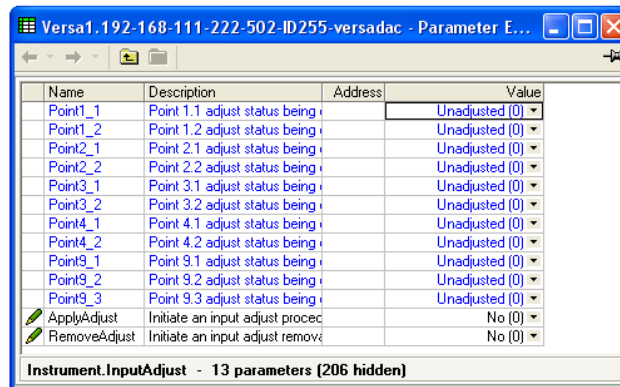 Versa1.192-168-111-222-502-ID255-versadac - Parameter E...
Name Description Address Value
Point1_1 Point 1.1 adjust status being Unadjusted (0)
Point1_2 Point 1.2 adjust status being Unadjusted (0)
Point2_1 Point 2.1 adjust status being Unadjusted (0)
Point2_2 Point 2.2 adjust status being Unadjusted (0)
Point3_1 Point 3.1 adjust status being Unadjusted (0)
Point3_2 Point 3.2 adjust status being Unadjusted (0)
Point4_1 Point 4.1 adjust status being Unadjusted (0)
Point4_2 Point 4.2 adjust status being Unadjusted (0)
Point9_1 Point 9.1 adjust status being Unadjusted (0)
Point9_2 Point 9.2 adjust status being Unadjusted (0)
Point9_3 Point 9.3 adjust status being Unadjusted (0)
ApplyAdjust Initiate an input adjust proced No (0)
RemoveAdjust Initiate an input adjust remova No (0)
Instrument.InputAdjust - 13 parameters (206 hidden)